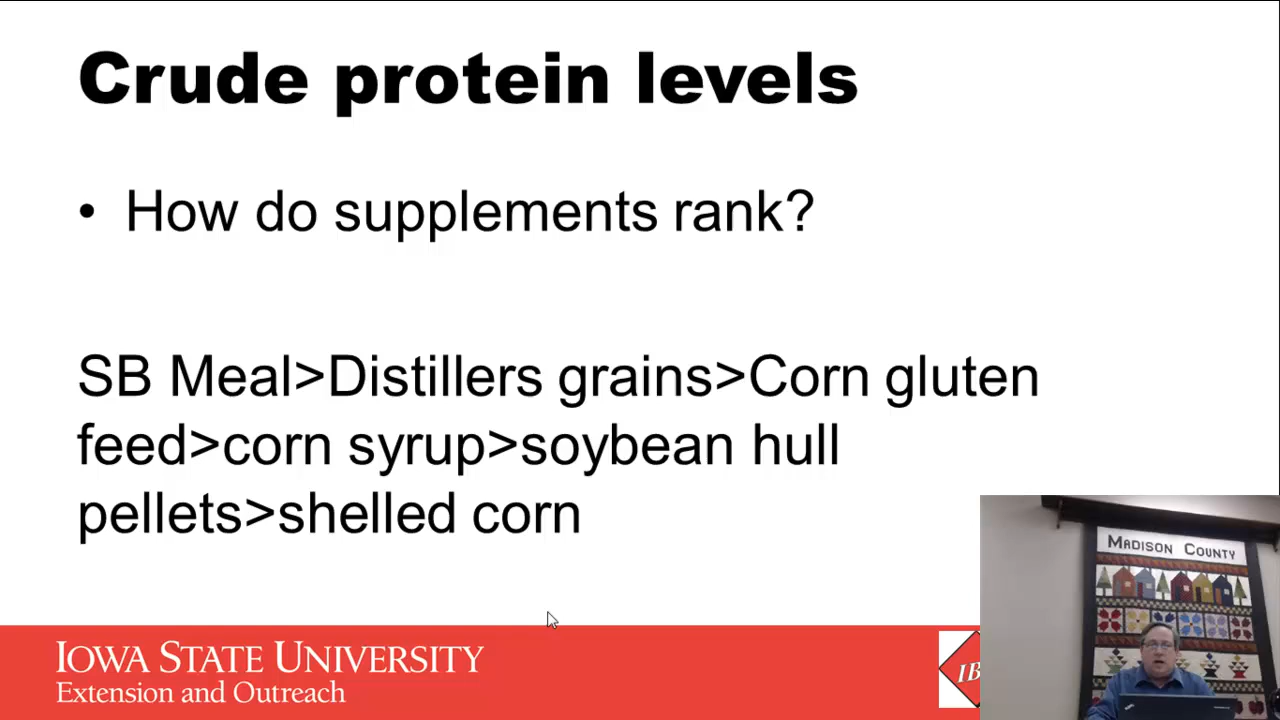 Crude protein levels
• How do supplements rank?
SB Meal>Distillers grains>Corn gluten
feed>corn syrup>soybean hull
pellets>shelled corn
MADISON COUNTY
IOWA STATE UNIVERSITY
Extension and Outreach
IB